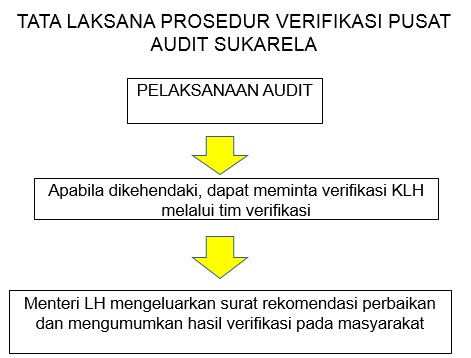 TATA LAKSANA PROSEDUR VERIFIKASI PUSAT
AUDIT SUKARELA
PELAKSANAAN AUDIT
Apabila dikehendaki, dapat meminta verifikasi KLH
melalui tim verifikasi
Menteri LH mengeluarkan surat rekomendasi perbaikan
dan mengumumkan hasil verifikasi pada masyarakat